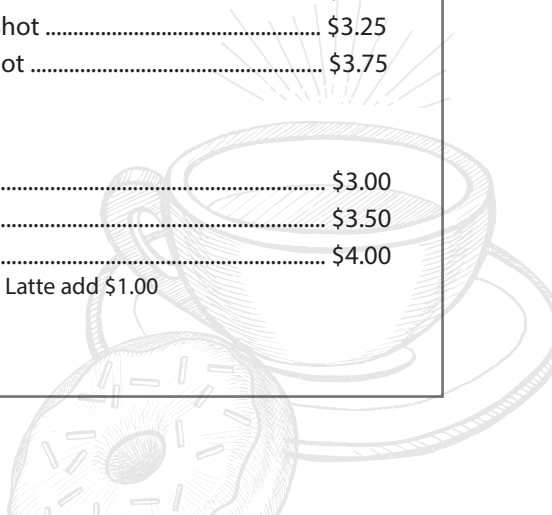 hot ................................................ $3.25
ot .................................................... $3.75
......................................................... $3.00
......................................................... $3.50
......................................................... $4.00
Latte add $1.00